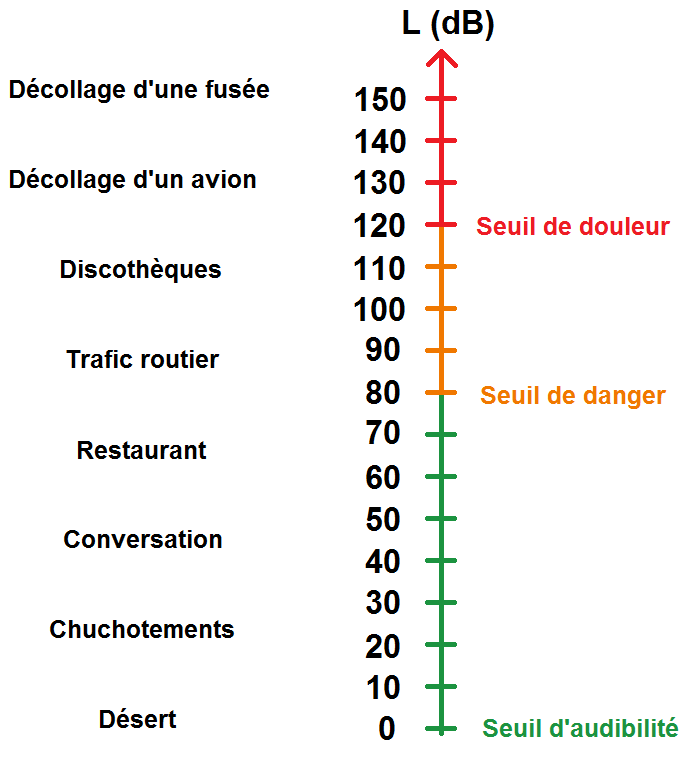 L (dB)
Décollage d'une fusée
150
140
Décollage d'un avion
130
120 Seuil de douleur
Discothèques
110
100
90
Trafic routier
80 Seuil de danger
70
Restaurant
60
50
Conversation
40
30
Chuchotements
20
10
Désert
0 Seuil d'audibilité